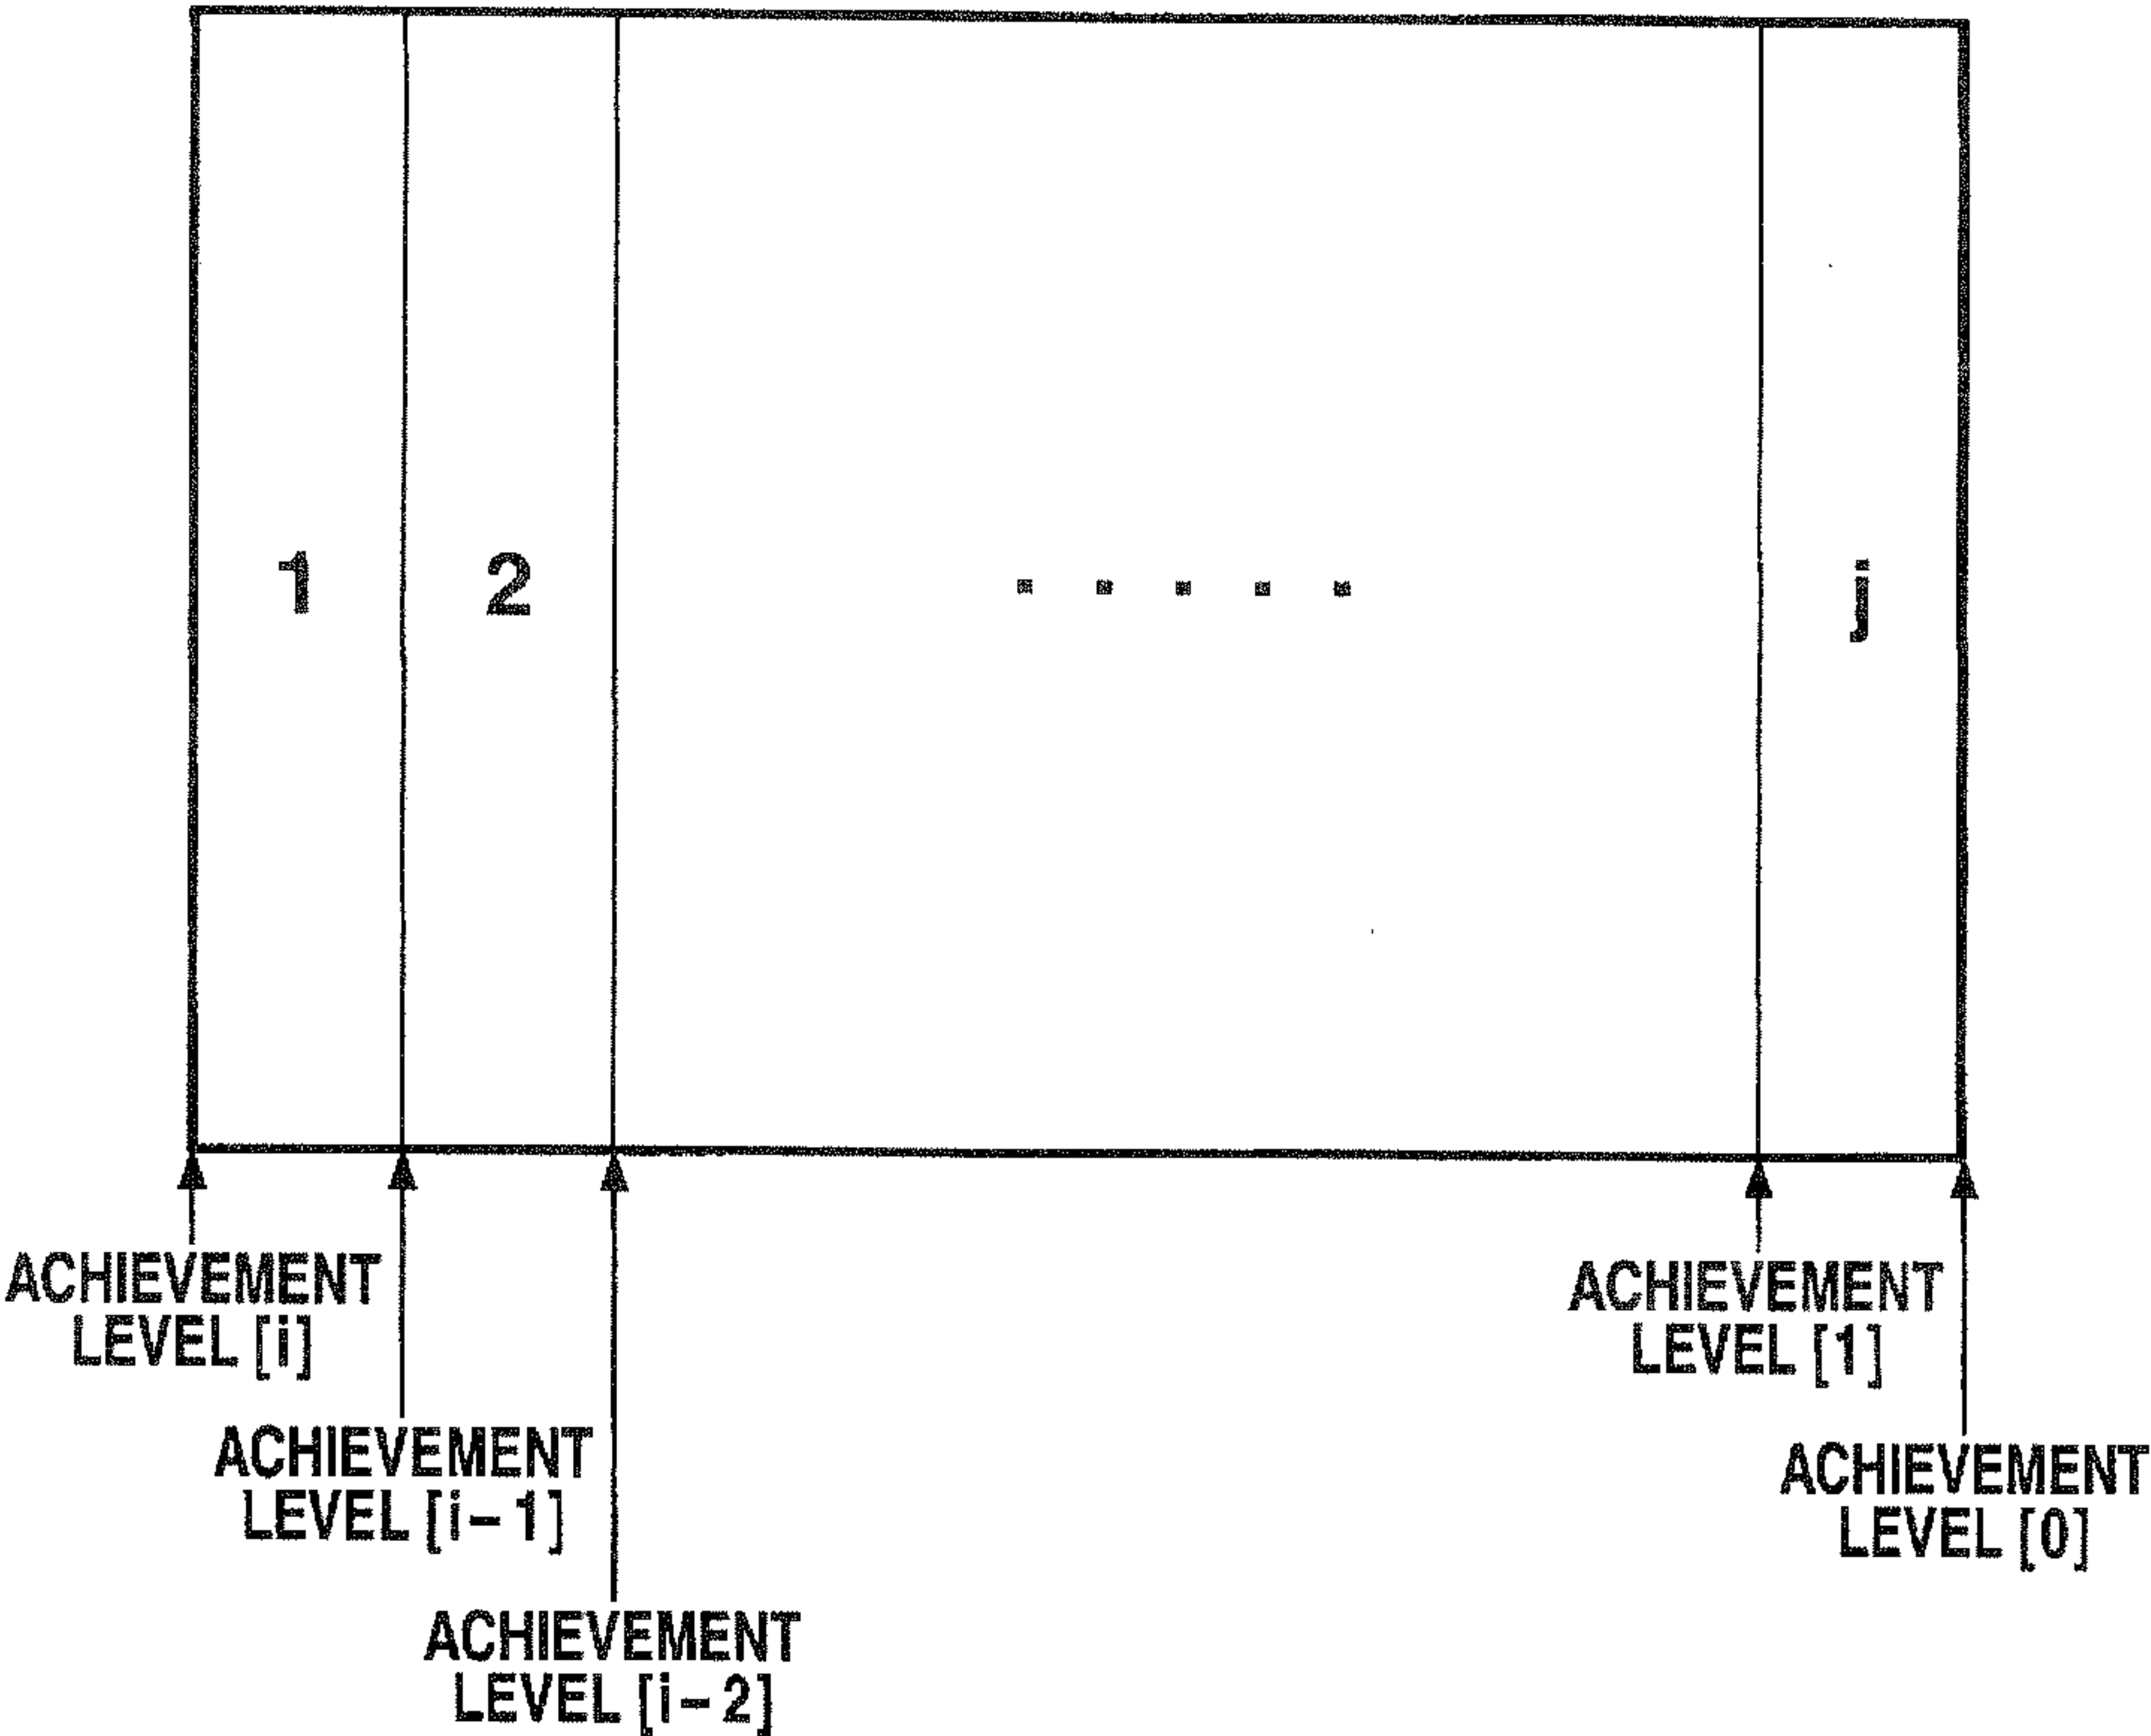 1 2 ..... j
ACHIEVEMENT
LEVEL [i]
ACHIEVEMENT
LEVEL [1]
ACHIEVEMENT
LEVEL [i-1]
ACHIEVEMENT
LEVEL [0]
ACHIEVEMENT
LEVEL [i-2]